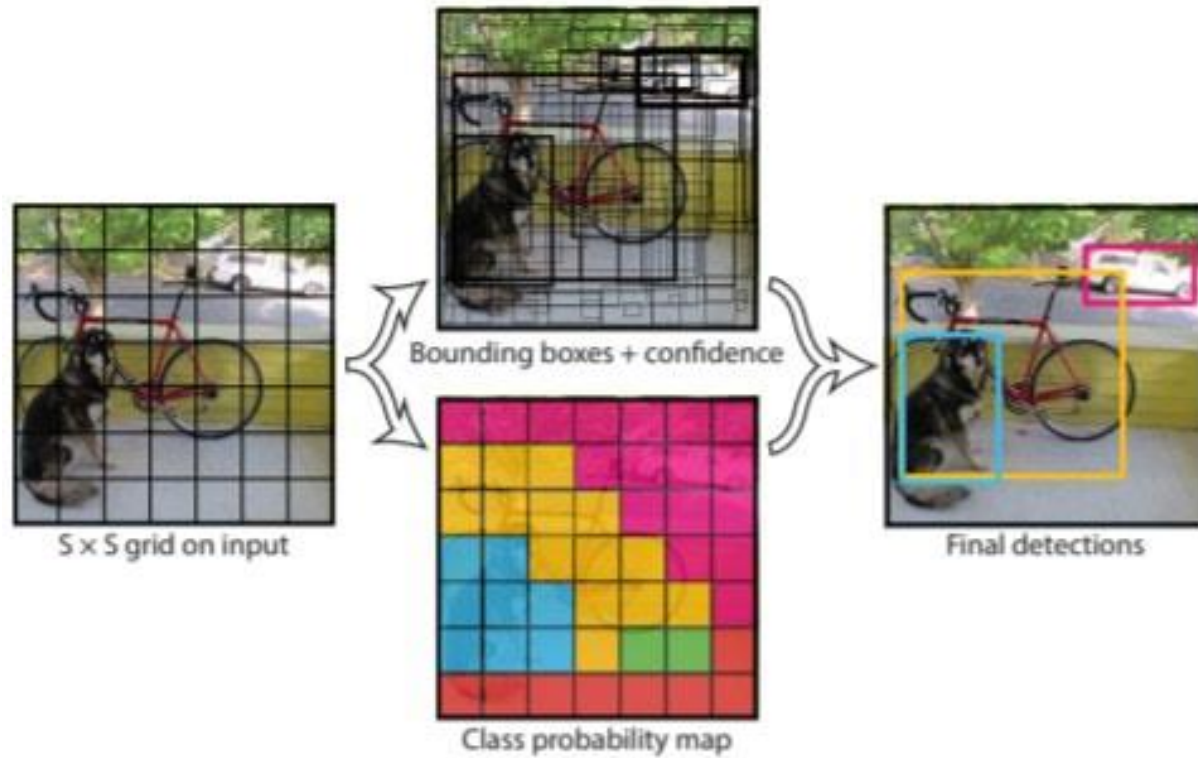 Bounding boxes + confidence
S × S grid on input
Final detections
Class probability map